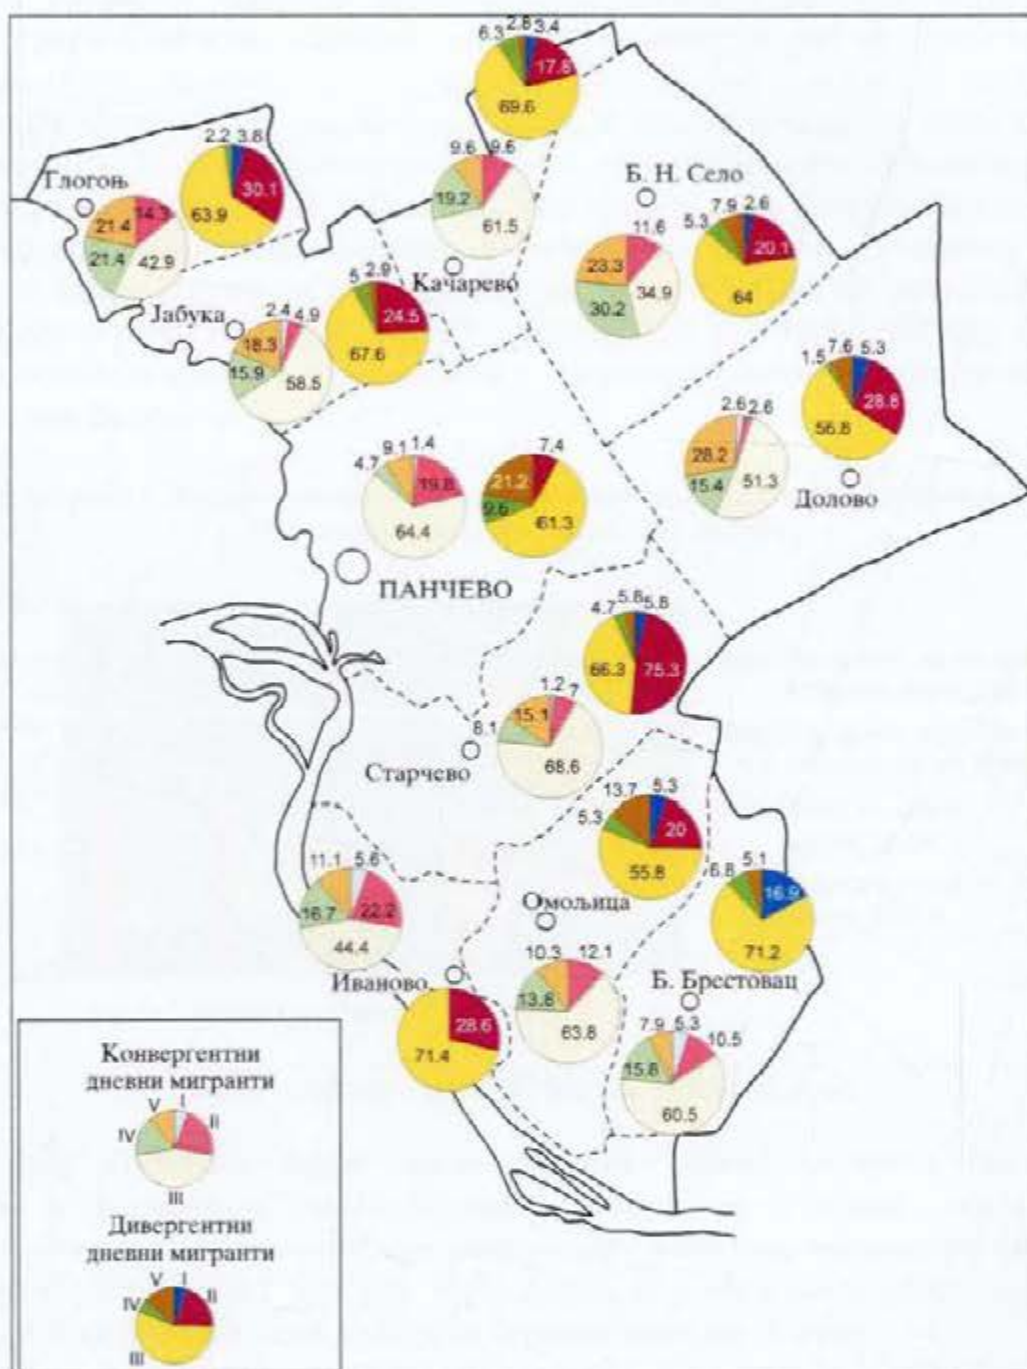 2.8 3.4
6.3 17.8
69.6
2.2 3.8
30.1
63.9
Глогоњ
21.4 14.3
21.4 42.9
9.6 9.6
19.2 61.5
Качарево
Б. Н. Село
11.6
23.3
30.2 34.9
7.9 2.6
5.3 20.1
64
Јабука
2.4 4.9
18.3
15.9 58.5
5 2.9
24.5
67.6
7.6 5.3
1.5 28.8
56.8
2.6 2.6
28.2
15.4 51.3
Долово
9.1 1.4
4.7 19.8
64.4
7.4
21.2
9.6 61.3
ПАНЧЕВО
5.8 5.8
4.7
66.3 75.3
1.2 7
15.1
8.1
68.6
Старчево
13.7 5.3
5.3 20
55.8
11.1 5.6
16.7 22.2
44.4
Омољица
5.1
6.8 16.9
71.2
Иваново
10.3 12.1
13.8 63.8
Б. Брестовац
7.9 5.3 10.5
15.8
60.5
28.6
71.4
Конвергентни
дневни мигранти
V I
IV II
III
Дивергентни
дневни мигранти
V I
IV II
III